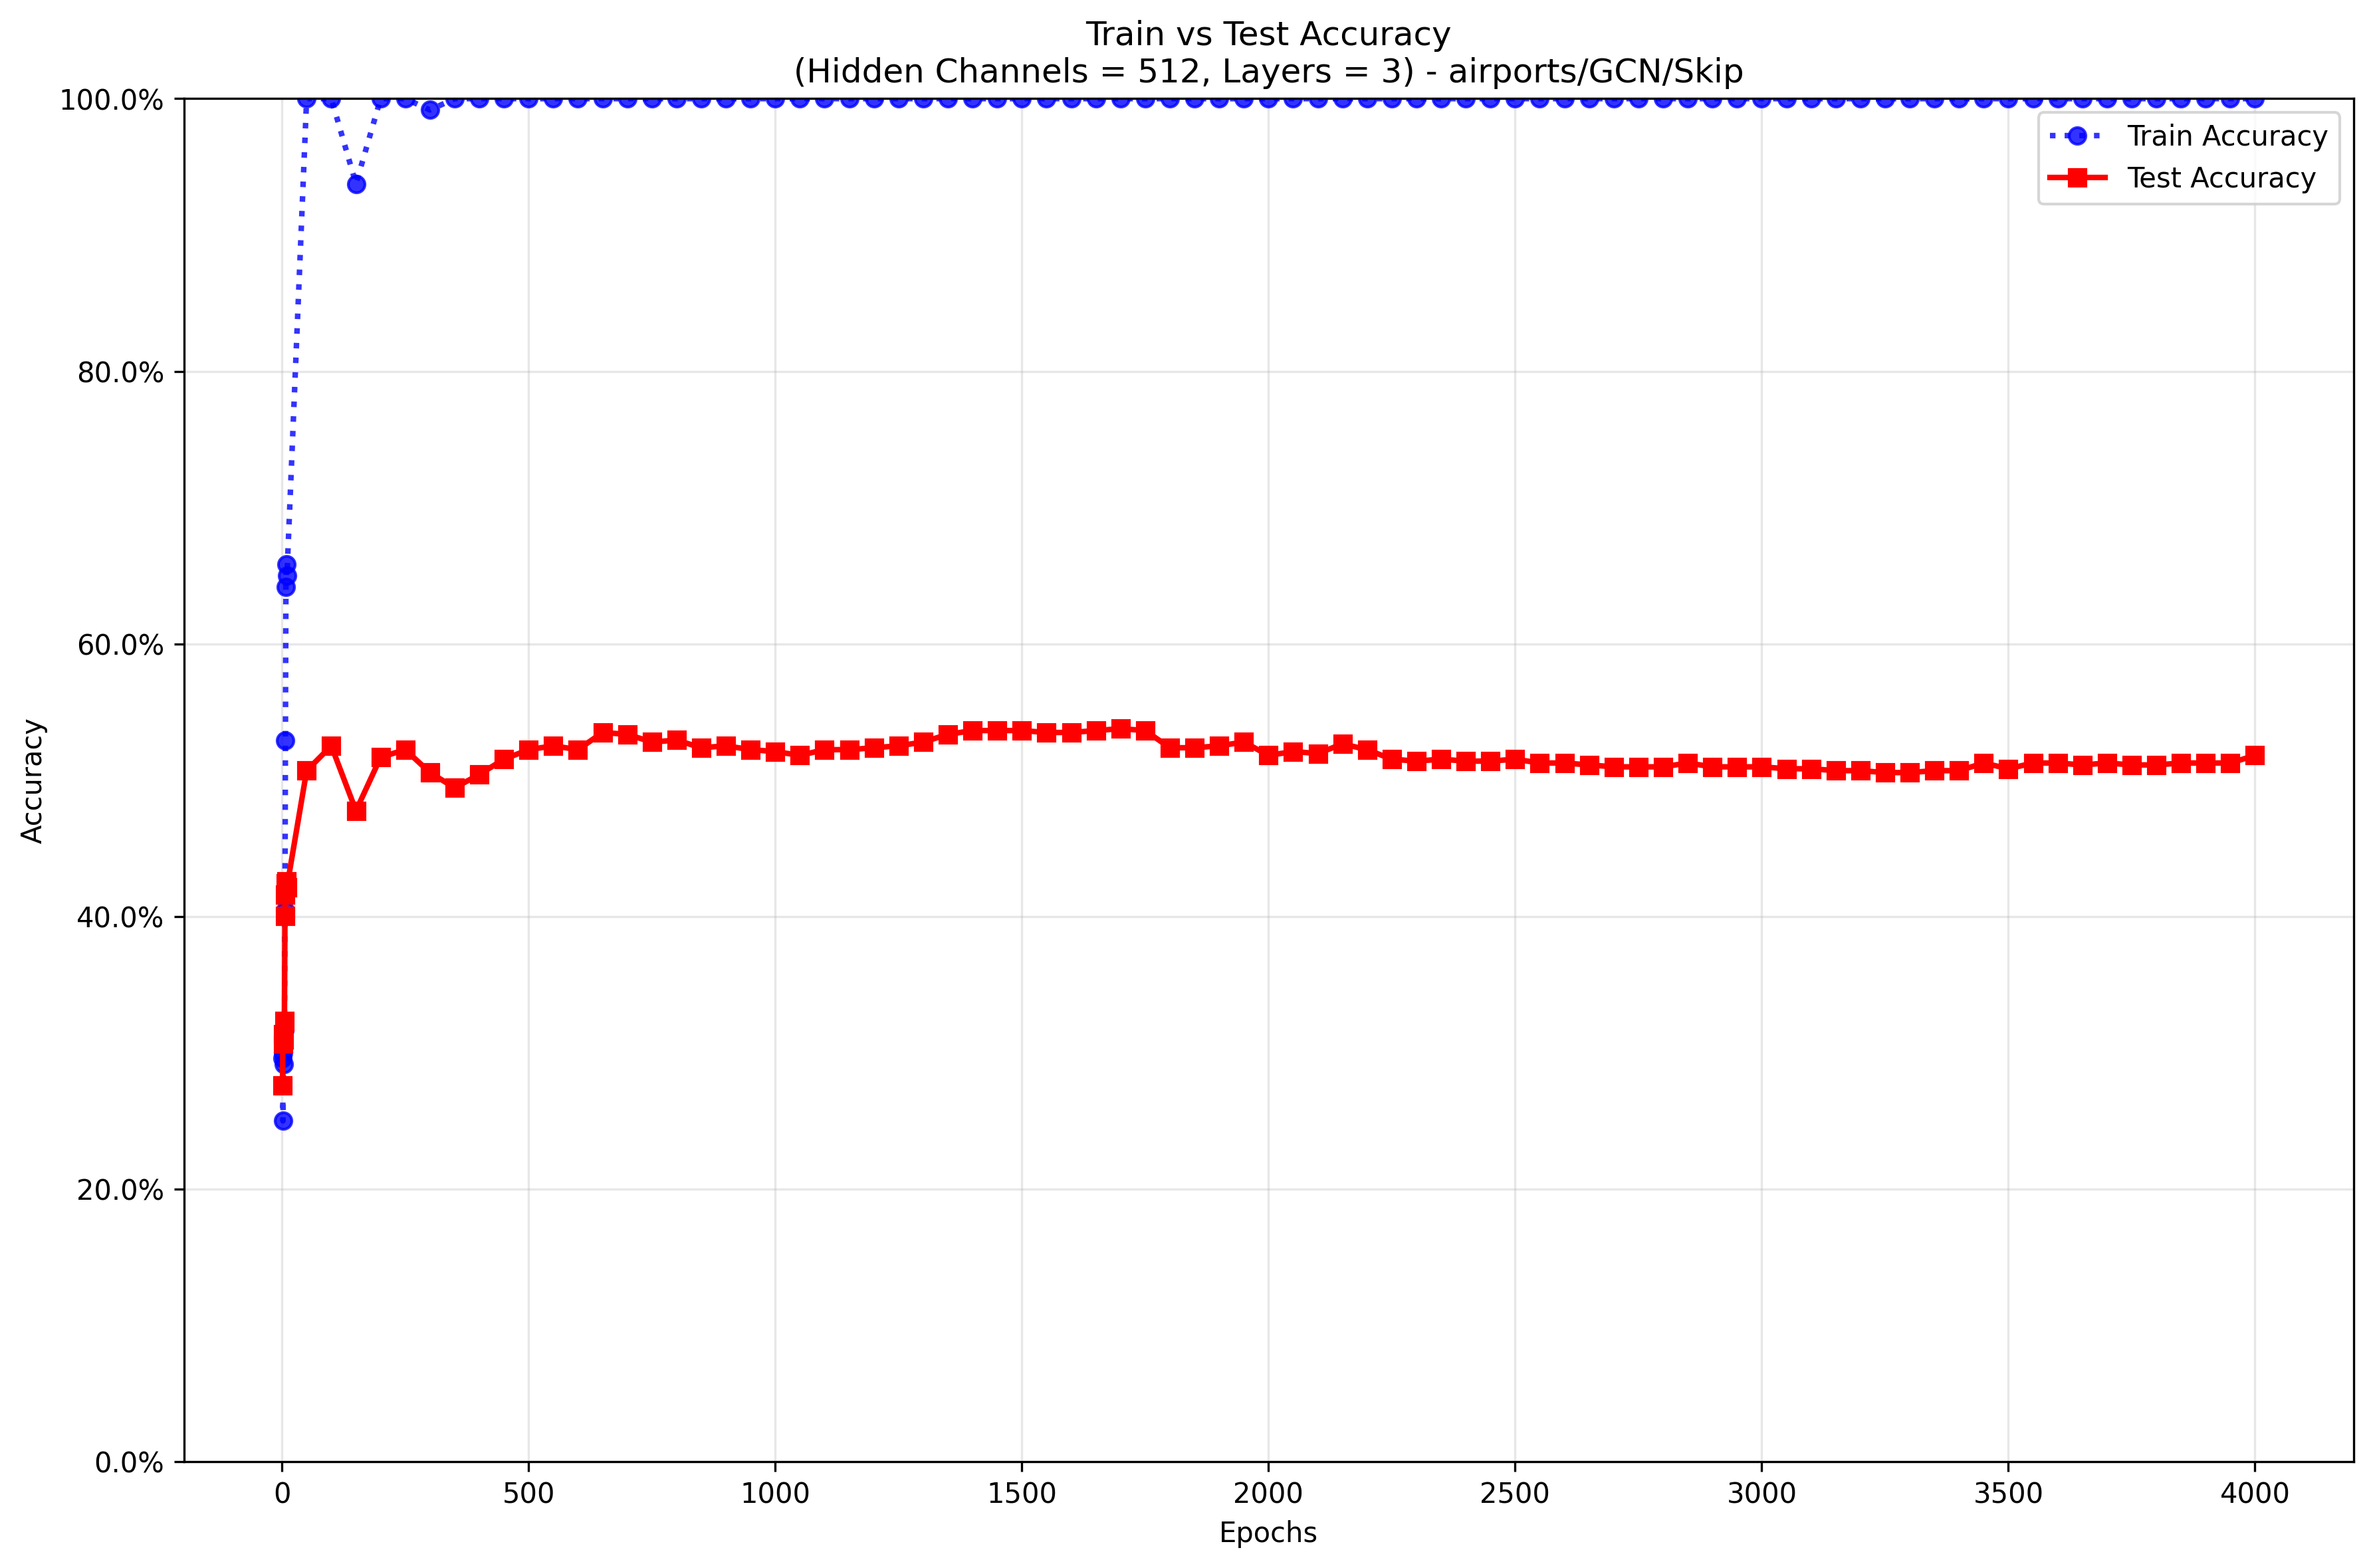 Train vs Test Accuracy
(Hidden Channels = 512, Layers = 3) - airports/GCN/Skip
100.0%
80.0%
60.0%
40.0%
20.0%
0.0%
Accuracy
Train Accuracy
Test Accuracy
0 500 1000 1500 2000 2500 3000 3500 4000
Epochs